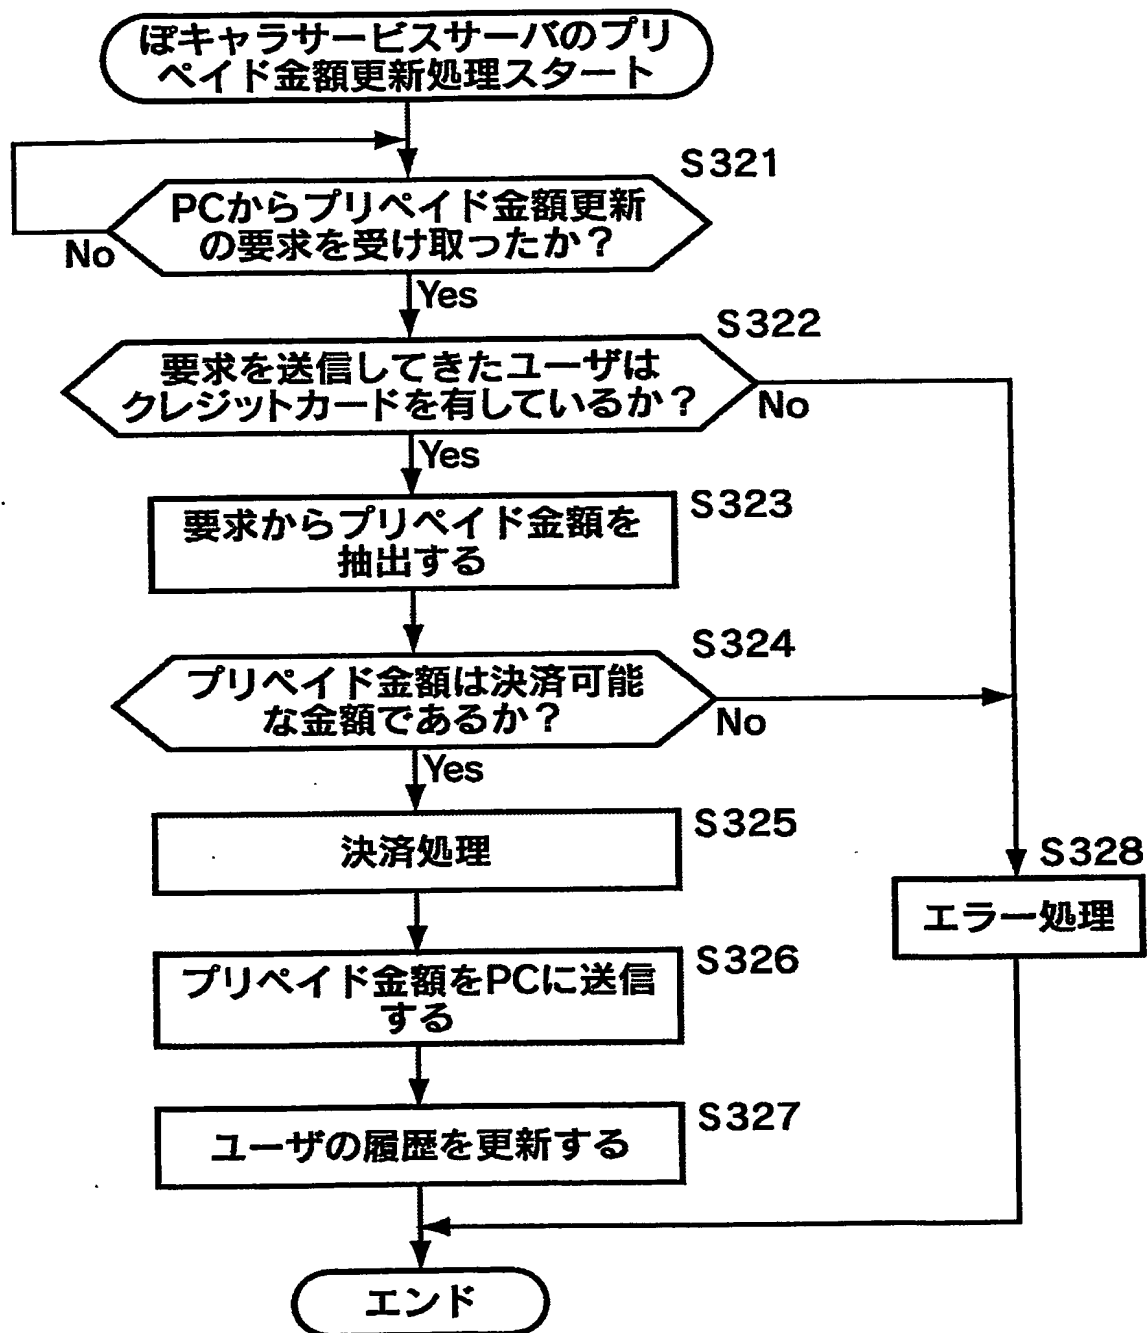 ぽキャラサービスサーバのプリ
ペイド金額更新処理スタート
S321
PCからプリペイド金額更新
の要求を受け取ったか？
No
Yes
S322
要求を送信してきたユーザは
クレジットカードを有しているか？
No
Yes
S323
要求からプリペイド金額を
抽出する
S324
プリペイド金額は決済可能
な金額であるか？
No
Yes
S325
決済処理
S328
エラー処理
S326
プリペイド金額をPCに送信
する
S327
ユーザの履歴を更新する
エンド